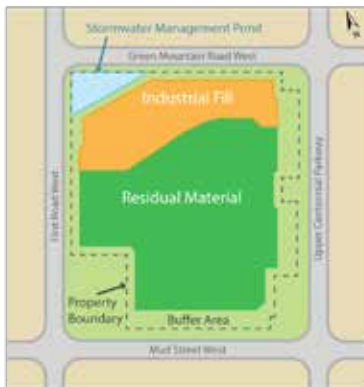 Stormwater Management Pond
Green Mountain Road West
Industrial Fill
First Road West
Residual Material
Upper Centennial Parkway
Property
Boundary
Buffer Area
Mud Street West